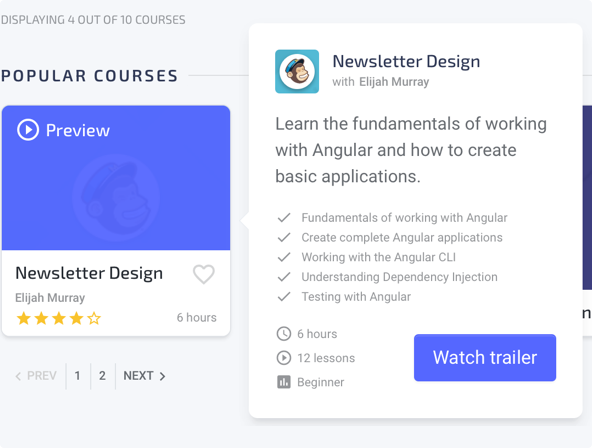 DISPLAYING 4 OUT OF 10 COURSES
POPULAR COURSES
Preview
Newsletter Design
Elijah Murray
6 hours
PREV
1
2
NEXT
Newsletter Design
with Elijah Murray
Learn the fundamentals of working
with Angular and how to create
basic applications.
Fundamentals of working with Angular
Create complete Angular applications
Working with the Angular CLI
Understanding Dependency Injection
Testing with Angular
6 hours
12 lessons
Beginner
Watch trailer
n